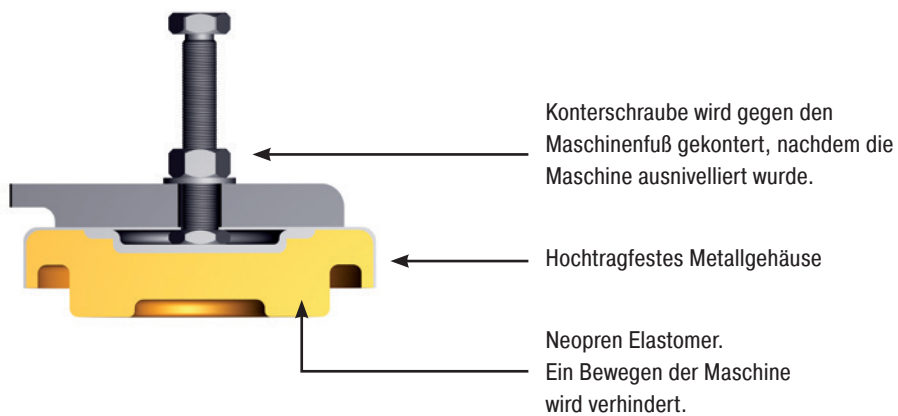 Konterschraube wird gegen den
Maschinenfuß gekontert, nachdem die
Maschine ausnivelliert wurde.
Hochtragfestes Metallgehäuse
Neopren Elastomer.
Ein Bewegen der Maschine
wird verhindert.